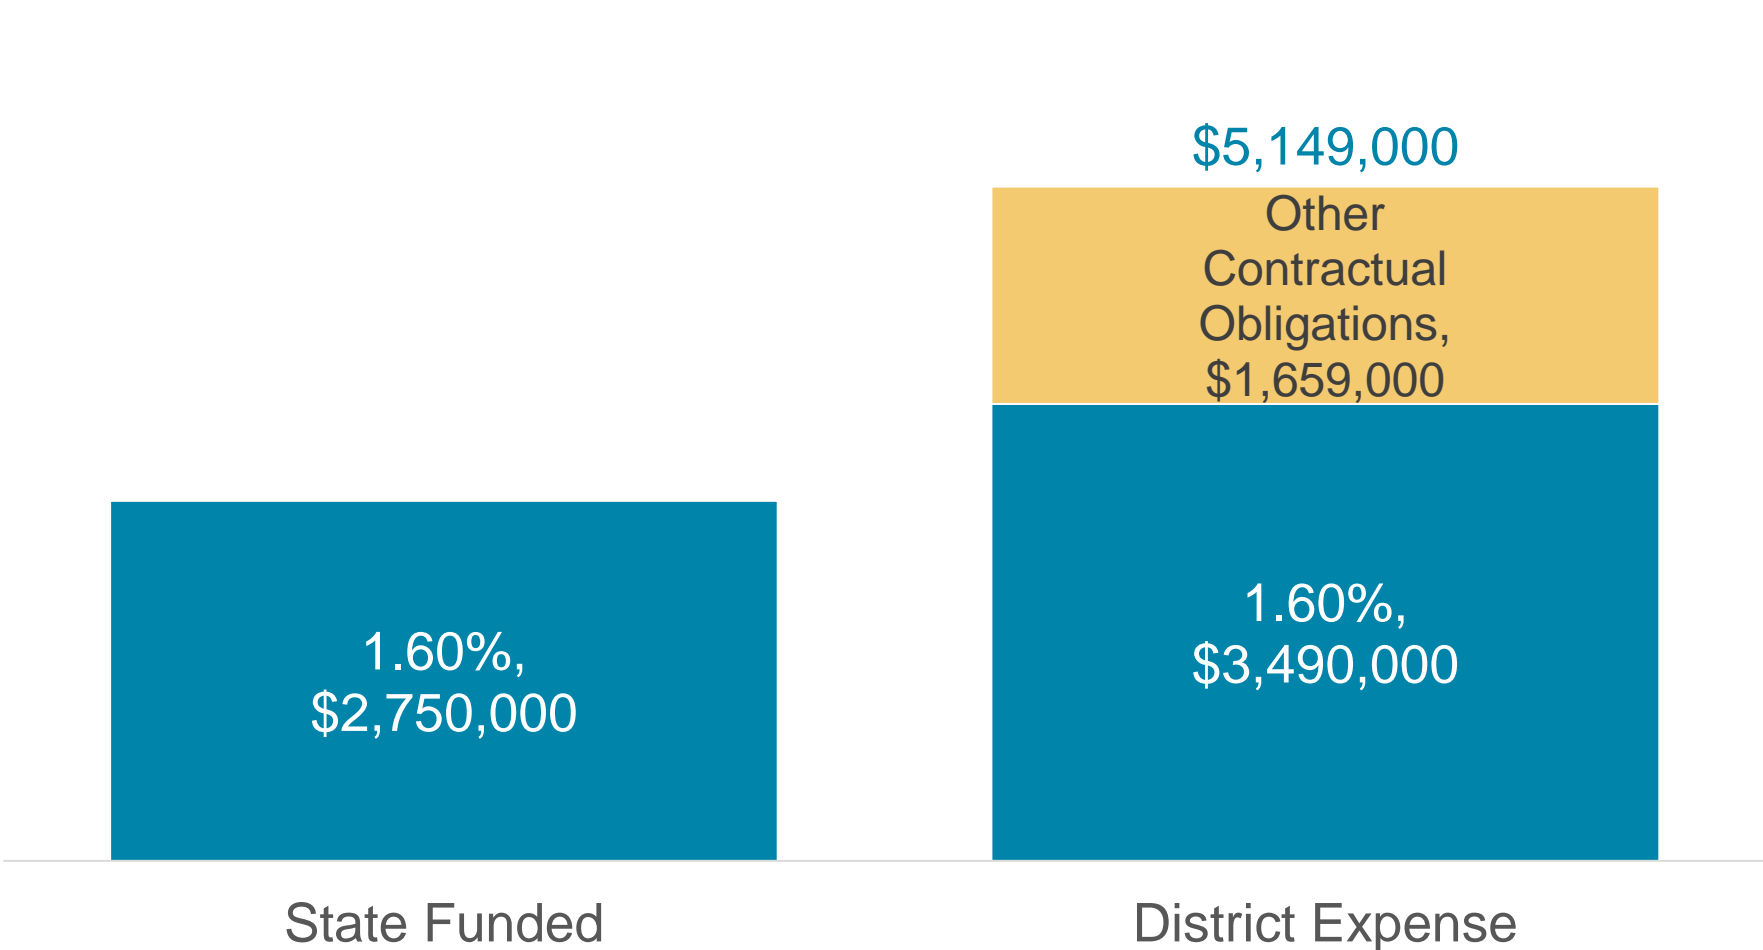 $5,149,000
Other
Contractual
Obligations,
$1,659,000
1.60%,
$3,490,000
1.60%,
$2,750,000
State Funded
District Expense